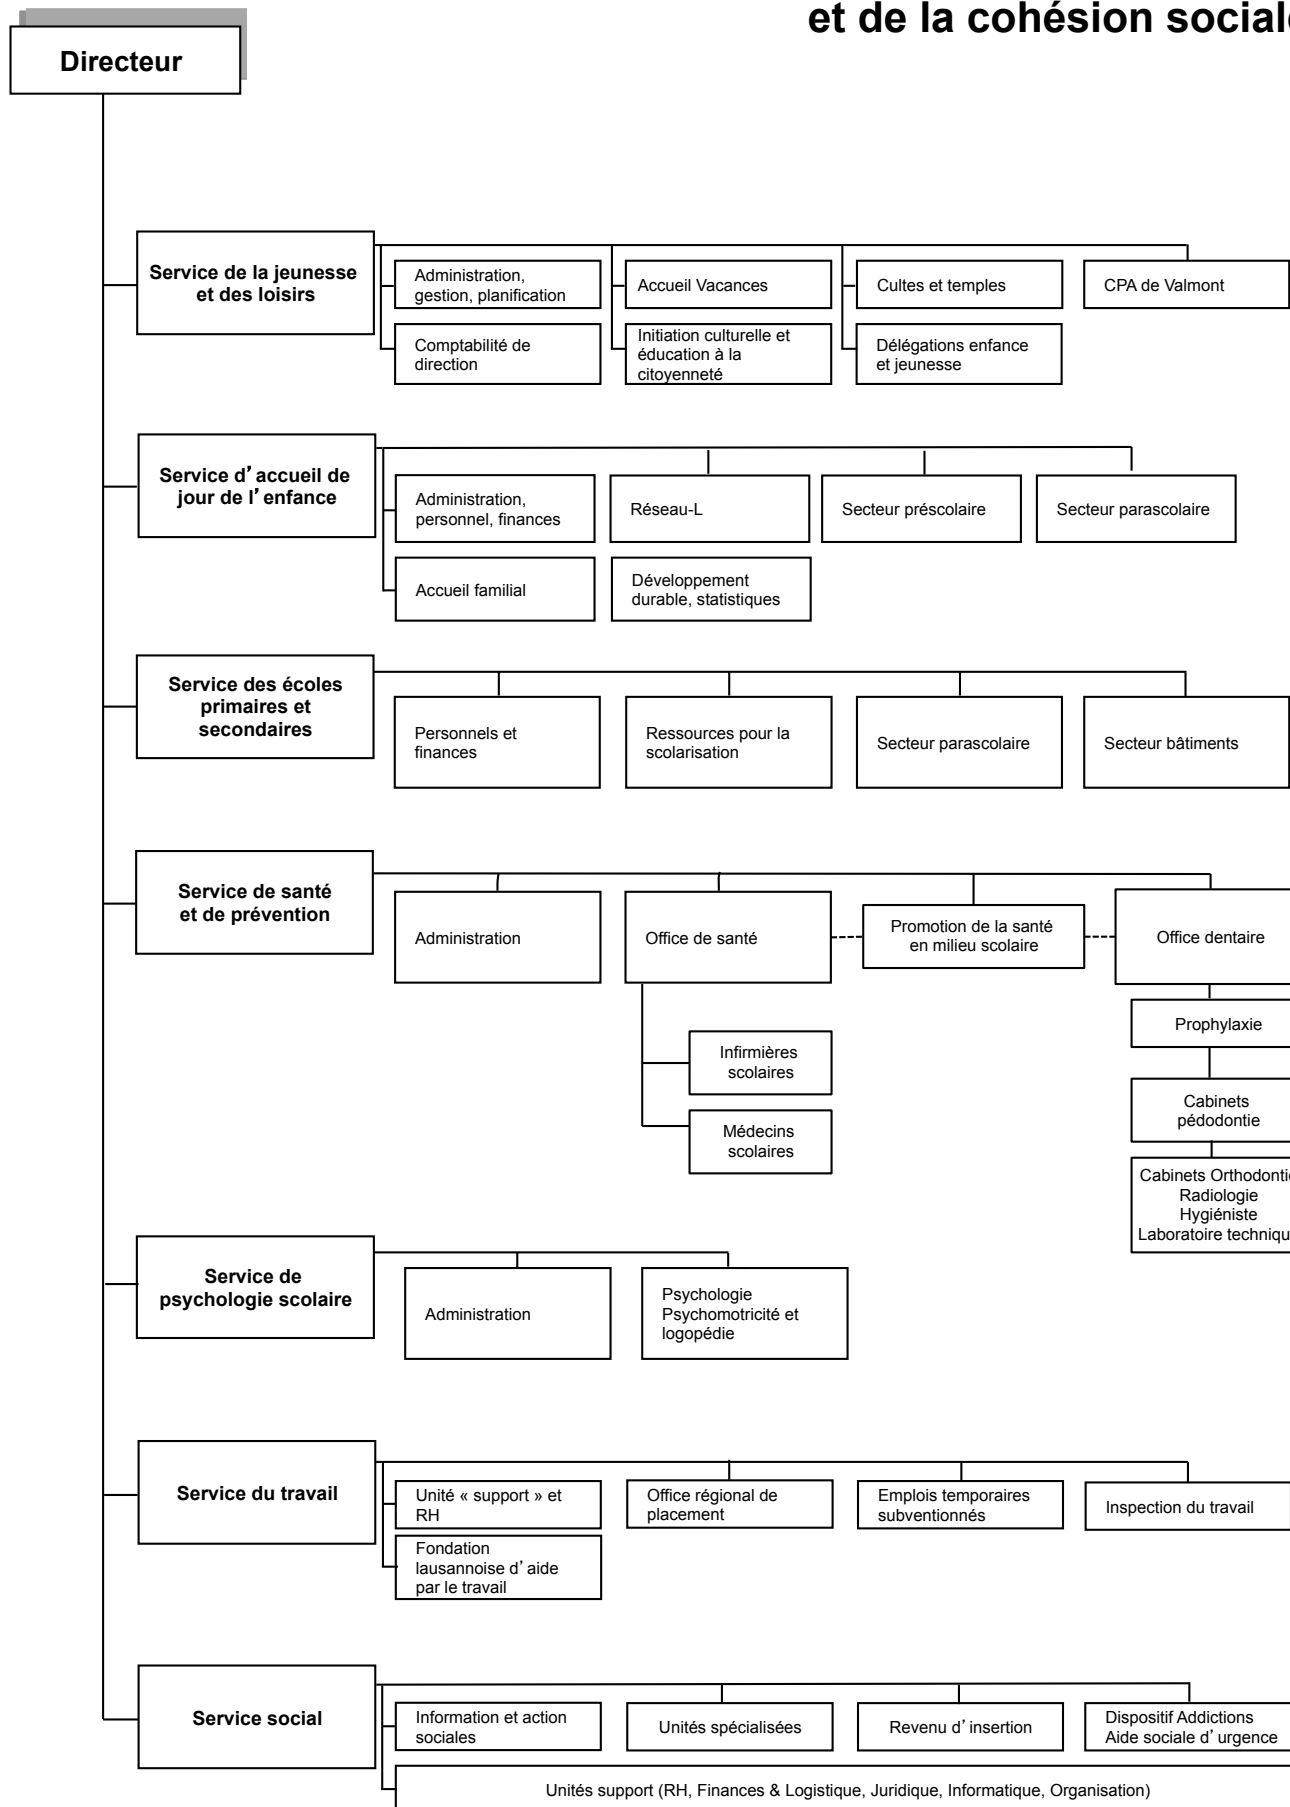 et de la cohésion sociale
Directeur
Service de la jeunesse
et des loisirs
Administration,
gestion, planification
Accueil Vacances
Cultes et temples
CPA de Valmont
Comptabilité de
direction
Initiation culturelle et
éducation à la
citoyenneté
Délégations enfance
et jeunesse
Service d’accueil de
jour de l’enfance
Administration,
personnel, finances
Réseau-L
Secteur préscolaire
Secteur parascolaire
Accueil familial
Développement
durable, statistiques
Service des écoles
primaires et
secondaires
Personnels et
finances
Ressources pour la
scolarisation
Secteur parascolaire
Secteur bâtiments
Service de santé
et de prévention
Administration
Office de santé
Promotion de la santé
en milieu scolaire
Office dentaire
Infirmières
scolaires
Médecins
scolaires
Prophylaxie
Cabinets
pédodontie
Cabinets Orthodontie
Radiologie
Hygiéniste
Laboratoire technique
Service de
psychologie scolaire
Administration
Psychologie
Psychomotricité et
logopédie
Service du travail
Unité « support » et
RH
Office régional de
placement
Emplois temporaires
subventionnés
Inspection du travail
Fondation
lausannoise d’aide
par le travail
Service social
Information et action
sociales
Unités spécialisées
Revenu d’insertion
Dispositif Addictions
Aide sociale d’urgence
Unités support (RH, Finances & Logistique, Juridique, Informatique, Organisation)